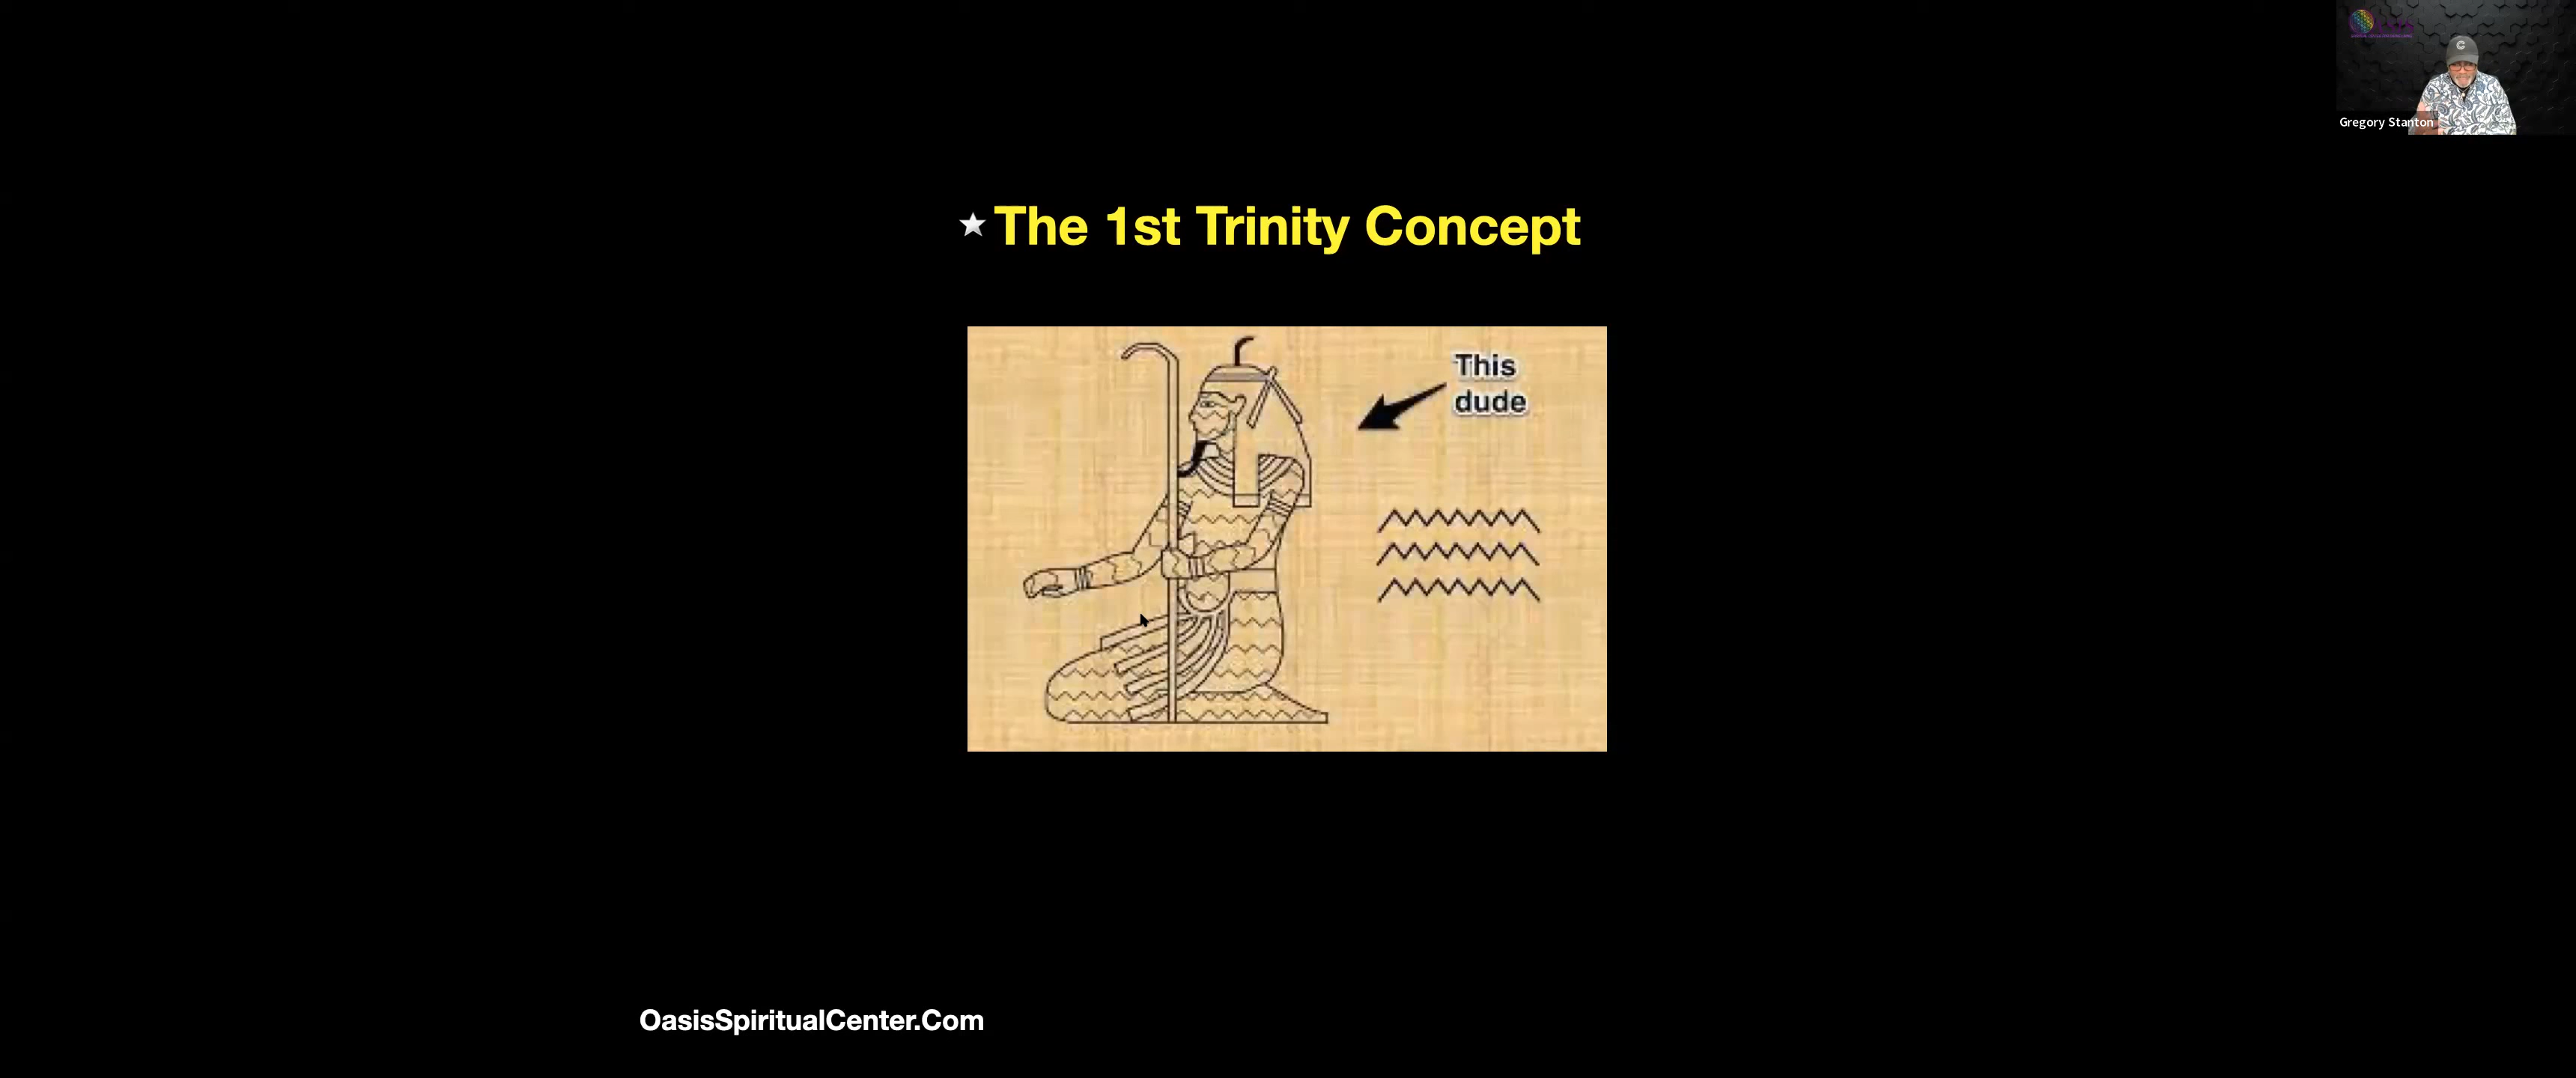 Gregory Stanton
The 1st Trinity Concept
This
dude
OasisSpiritualCenter.Com